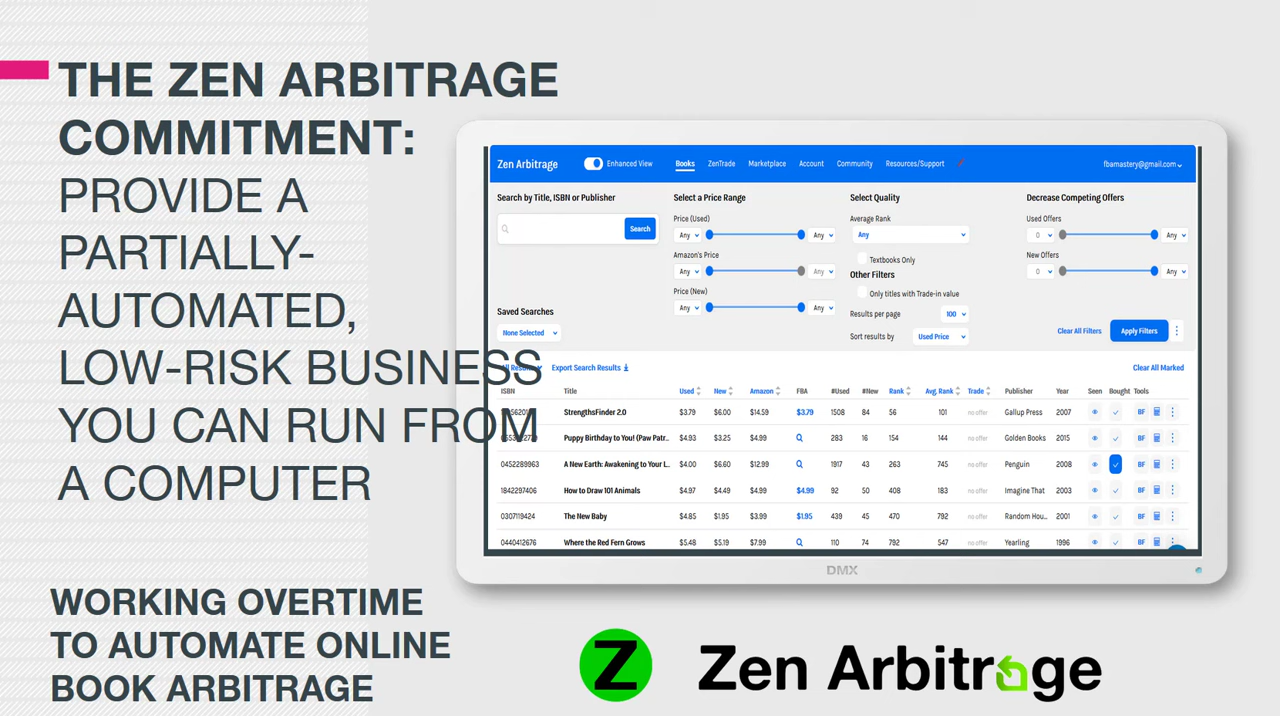 THE ZEN ARBITRAGE
COMMITMENT:
PROVIDE A
PARTIALLY-
AUTOMATED,
LOW-RISK BUSINESS
YOU CAN RUN FROM
A COMPUTER
WORKING OVERTIME
TO AUTOMATE ONLINE
BOOK ARBITRAGE
Zen Arbitrage Enhanced View Books ZenTrade Marketplace Account Community Resources/Support fbamastery@gmail.com
Search by Title, ISBN or Publisher Select a Price Range Select Quality Decrease Competing Offers
Price (Used) Average Rank Used Offers
Search Any Any Any 0 Any
Amazon's Price Textbooks Only New Offers
Any Any Other Filters 0 Any
Price (New) Only titles with Trade-in value
Any Any
Saved Searches Results per page 100
None Selected Sort results by Used Price Clear All Filters Apply Filters
All Results Export Search Results Clear All Marked
ISBN Title Used New Amazon FBA #Used #New Rank Avg. Rank Trade Publisher Year Seen Bought Tools
StrengthsFinder 2.0 $3.79 $6.00 $14.59 $3.79 1508 84 56 101 no offer Gallup Press 2007 BF
Puppy Birthday to You! (Paw Patr.. $4.93 $3.25 $4.99 283 16 154 144 no offer Golden Books 2015 BF
0452289963 A New Earth: Awakening to Your L.. $4.00 $6.60 $12.99 1917 43 263 745 no offer Penguin 2008 BF
1842297406 How to Draw 101 Animals $4.97 $4.49 $4.99 $4.99 92 50 408 183 no offer Imagine That 2003 BF
0307119424 The New Baby $4.85 $1.95 $3.99 $1.95 439 45 470 792 no offer Random Hou.. 2001 BF
0440412676 Where the Red Fern Grows $5.48 $5.19 $7.99 110 74 792 547 no offer Yearling 1996 BF
DMX
Z Zen Arbitrage